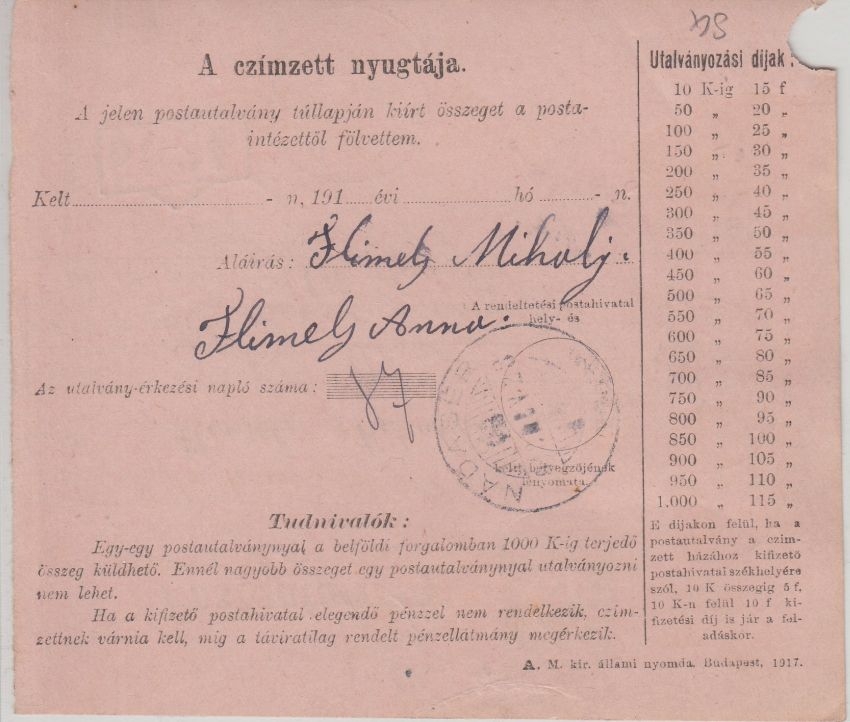 A czímzett nyugtája.
A jelen postautalvány túllapján kiírt összeget a posta-
intézettől fölvettem.
Kelt - n, 191 évi hó - n.
Aláírás: Flimel Miholj.
Flimel Anna.
A rendeltetési postahivatal
hely- és
Az utalvány-érkezési napló száma:
87
NADASER
kelti bélyegzőjének
lenyomata.
Tudnivalók:
Egy-egy postautalványnyal a belföldi forgalomban 1000 K-ig terjedő
összeg küldhető. Ennél nagyobb összeget egy postautalványnyal utalványozni
nem lehet.
Ha a kifizető postahivatal elegendő pénzzel nem rendelkezik, czím-
zettnek várnia kell, míg a táviratilag rendelt pénzellátmány megérkezik.
Utalványozási díjak:
10 K-ig 15 f
50 „ 20 „
100 „ 25 „
150 „ 30 „
200 „ 35 „
250 „ 40 „
300 „ 45 „
350 „ 50 „
400 „ 55 „
450 „ 60 „
500 „ 65 „
550 „ 70 „
600 „ 75 „
650 „ 80 „
700 „ 85 „
750 „ 90 „
800 „ 95 „
850 „ 100 „
900 „ 105 „
950 „ 110 „
1.000 „ 115 „
E díjakon felül, ha a
postautalvány a czím-
zett házához kifizető
postahivatal székhelyére
szól, 10 K összegig 5 f,
10 K-n felül 10 f ki-
fizetési díj is jár a fel-
adáskor.
A. M. kir. állami nyomda. Budapest, 1917.